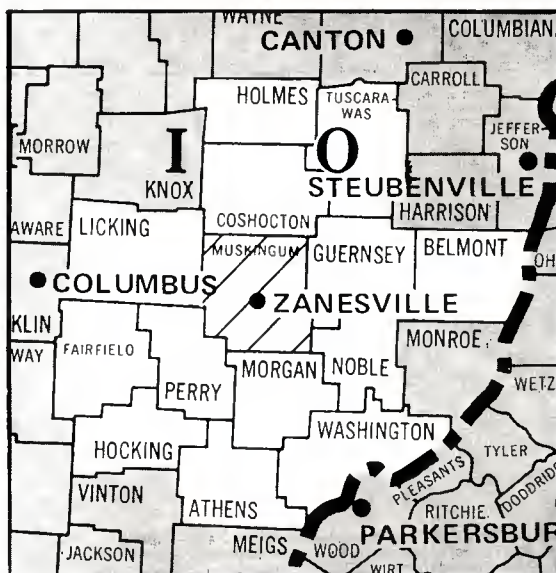 WAYNE
COLUMBIAN
CANTON
CARROLL
HOLMES
TUSCARA-
WAS
MORROW
I
O
JEFFER-
SON
KNOX
STEUBENVILLE
HARRISON
AWARE
LICKING
COSHOCTON
MUSKINGUM
GUERNSEY
BELMONT
OH
COLUMBUS
ZANESVILLE
KLIN
MONROE
WAY
FAIRFIELD
MORGAN
NOBLE
PERRY
WETZ
WASHINGTON
HOCKING
TYLER
PLEASANTS
DODDRID
VINTON
ATHENS
RITCHIE
PARKERSBUR
MEIGS
WOOD
JACKSON
WIRT